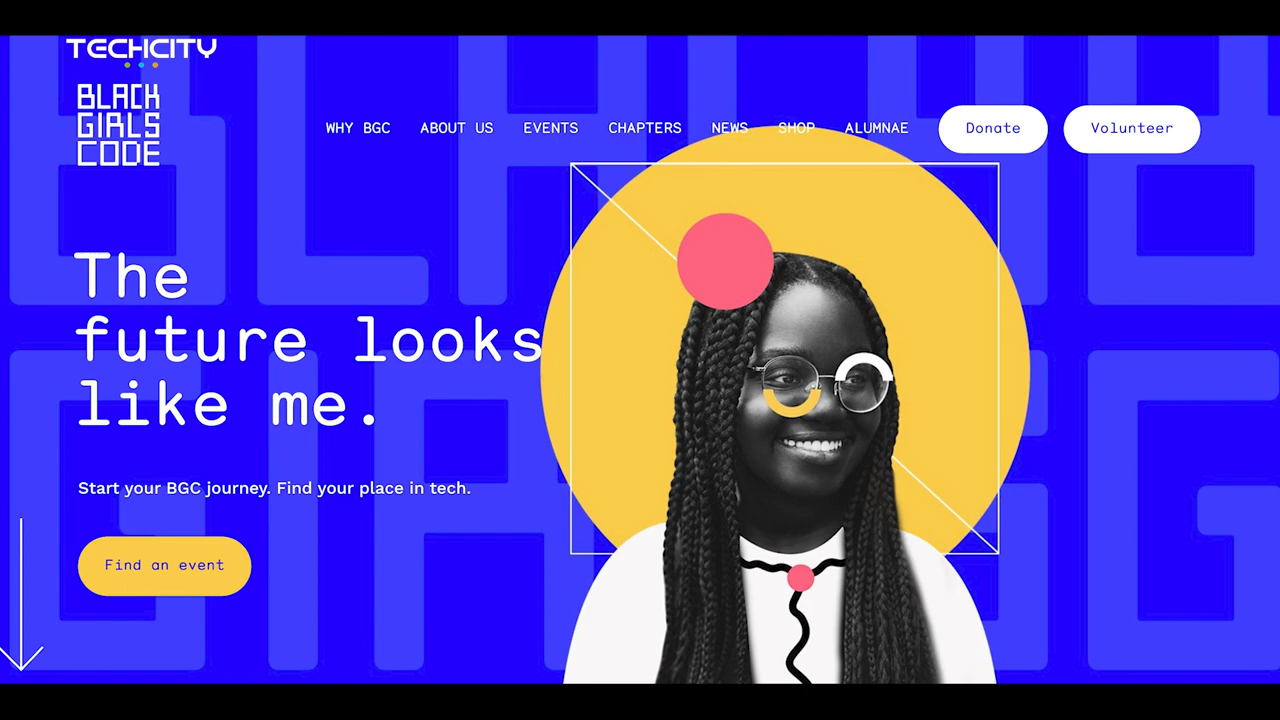 TECHCITY
BLACK
GIRLS
CODE
WHY BGC ABOUT US EVENTS CHAPTERS NEWS SHOP ALUMNAE Donate Volunteer
The
future looks
like me.
Start your BGC journey. Find your place in tech.
Find an event